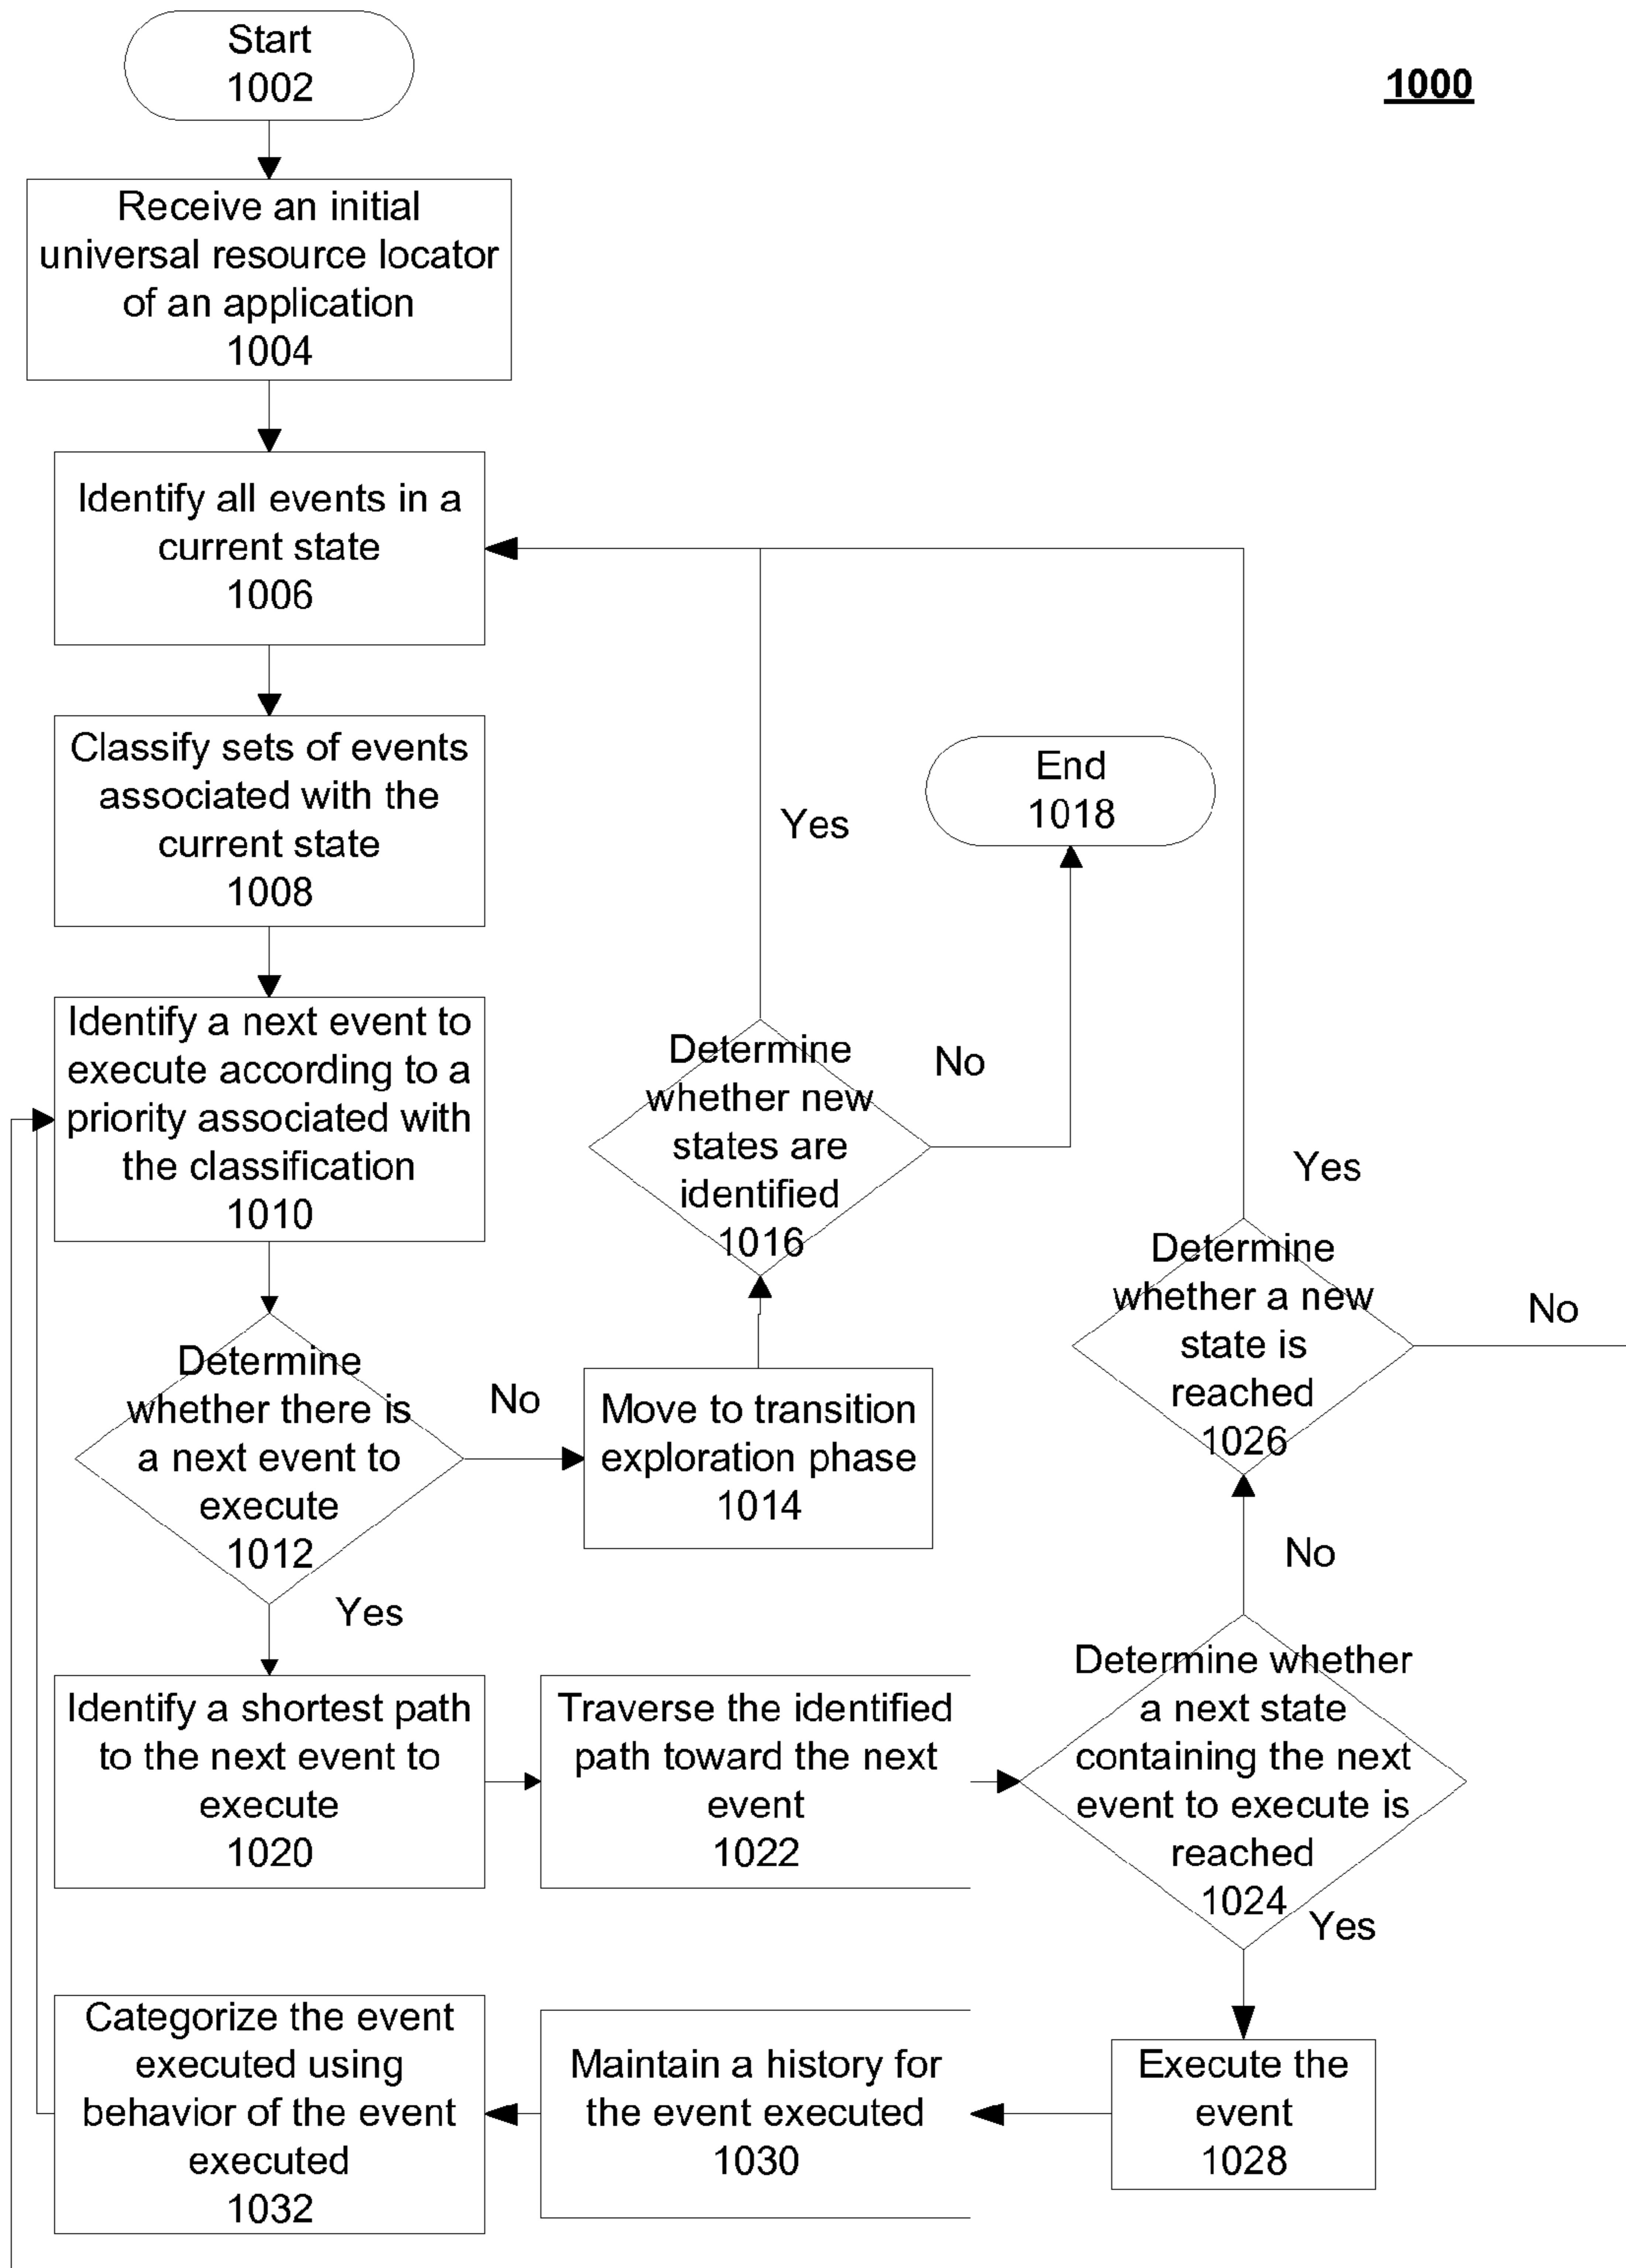 Start
1002
1000
Receive an initial
universal resource locator
of an application
1004
Identify all events in a
current state
1006
Classify sets of events
associated with the
current state
1008
Yes
End
1018
Identify a next event to
execute according to a
priority associated with
the classification
1010
Determine
whether new
states are
identified
1016
No
Yes
Determine
whether a new
state is
reached
1026
No
Determine
whether there is
a next event to
execute
1012
No
Move to transition
exploration phase
1014
No
Yes
Identify a shortest path
to the next event to
execute
1020
Traverse the identified
path toward the next
event
1022
Determine whether
a next state
containing the next
event to execute is
reached
1024
Yes
Categorize the event
executed using
behavior of the event
executed
1032
Maintain a history for
the event executed
1030
Execute the
event
1028